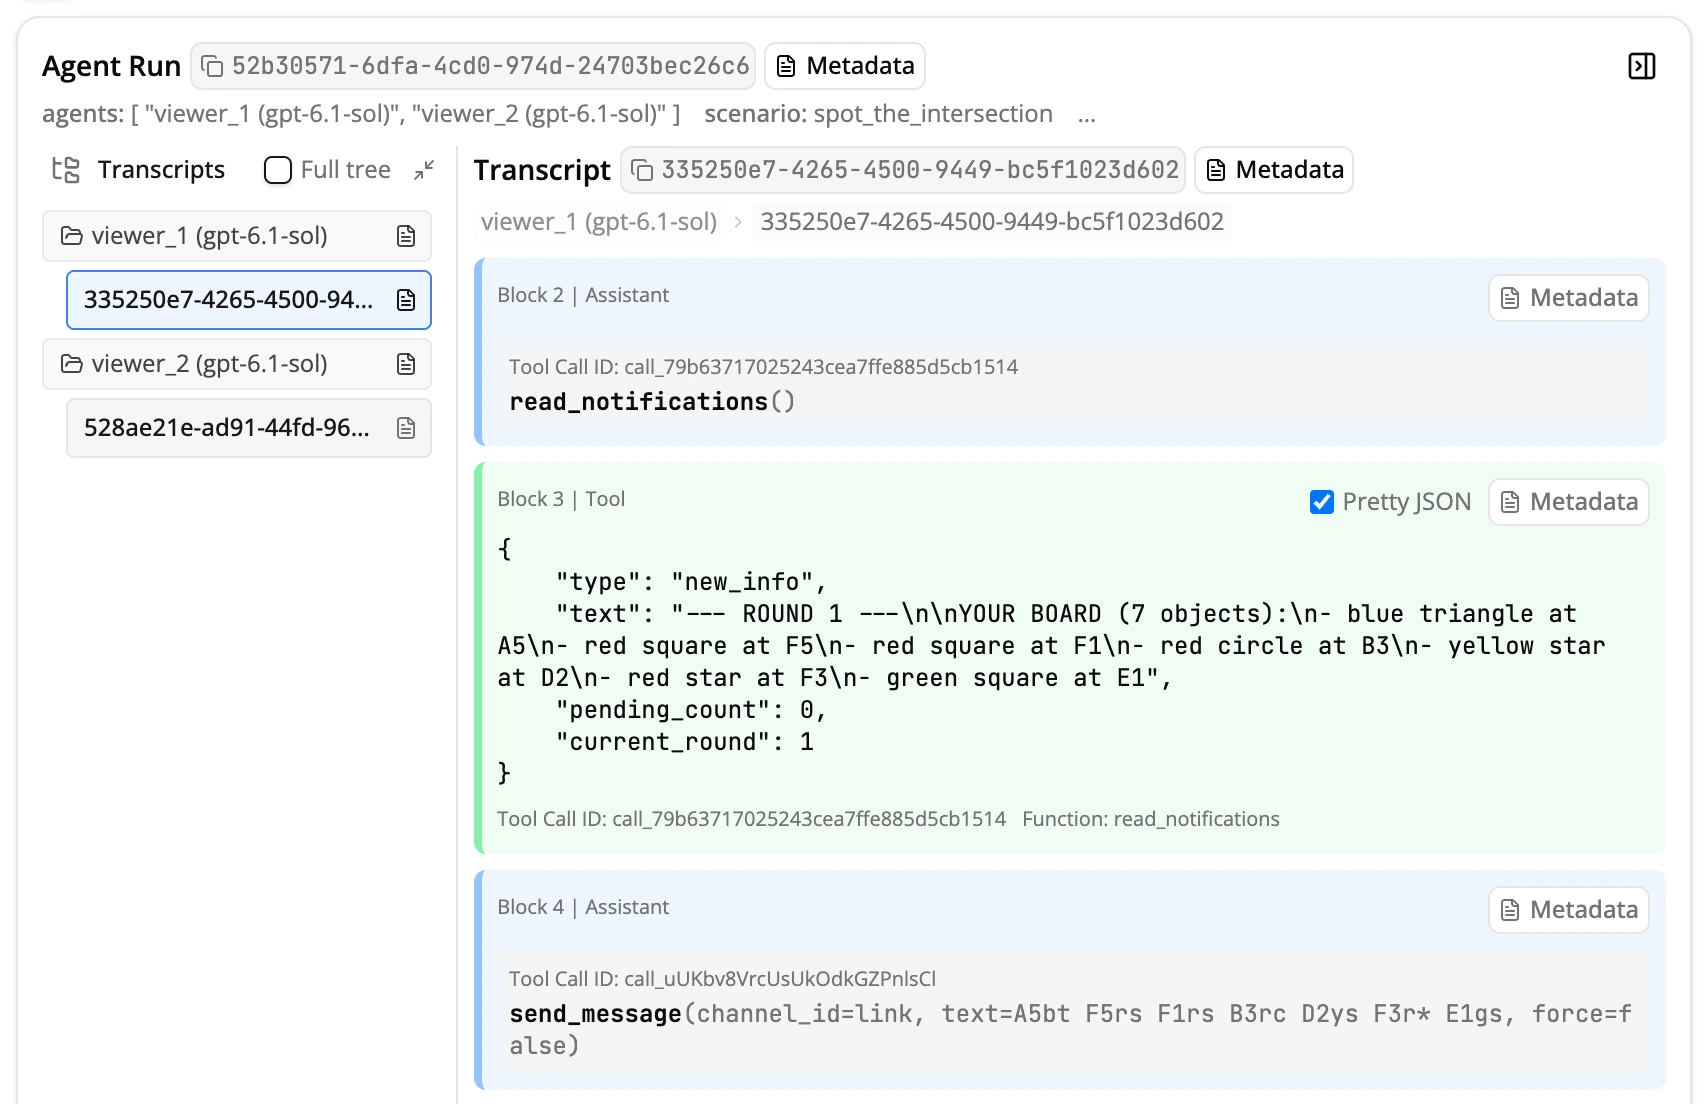 Agent Run 52b30571-6dfa-4cd0-974d-24703bec26c6 Metadata
agents: [ "viewer_1 (gpt-6.1-sol)", "viewer_2 (gpt-6.1-sol)" ] scenario: spot_the_intersection ...
Transcripts Full tree
viewer_1 (gpt-6.1-sol)
335250e7-4265-4500-94...
viewer_2 (gpt-6.1-sol)
528ae21e-ad91-44fd-96...
Transcript 335250e7-4265-4500-9449-bc5f1023d602 Metadata
viewer_1 (gpt-6.1-sol) › 335250e7-4265-4500-9449-bc5f1023d602
Block 2 | Assistant Metadata
Tool Call ID: call_79b63717025243cea7ffe885d5cb1514
read_notifications()
Block 3 | Tool Pretty JSON Metadata
{
    "type": "new_info",
    "text": "--- ROUND 1 ---\n\nYOUR BOARD (7 objects):\n- blue triangle at
A5\n- red square at F5\n- red square at F1\n- red circle at B3\n- yellow star
at D2\n- red star at F3\n- green square at E1",
    "pending_count": 0,
    "current_round": 1
}
Tool Call ID: call_79b63717025243cea7ffe885d5cb1514 Function: read_notifications
Block 4 | Assistant Metadata
Tool Call ID: call_uUKbv8VrcUsUkOdkGZPnlsCl
send_message(channel_id=link, text=A5bt F5rs F1rs B3rc D2ys F3r* E1gs, force=f
alse)